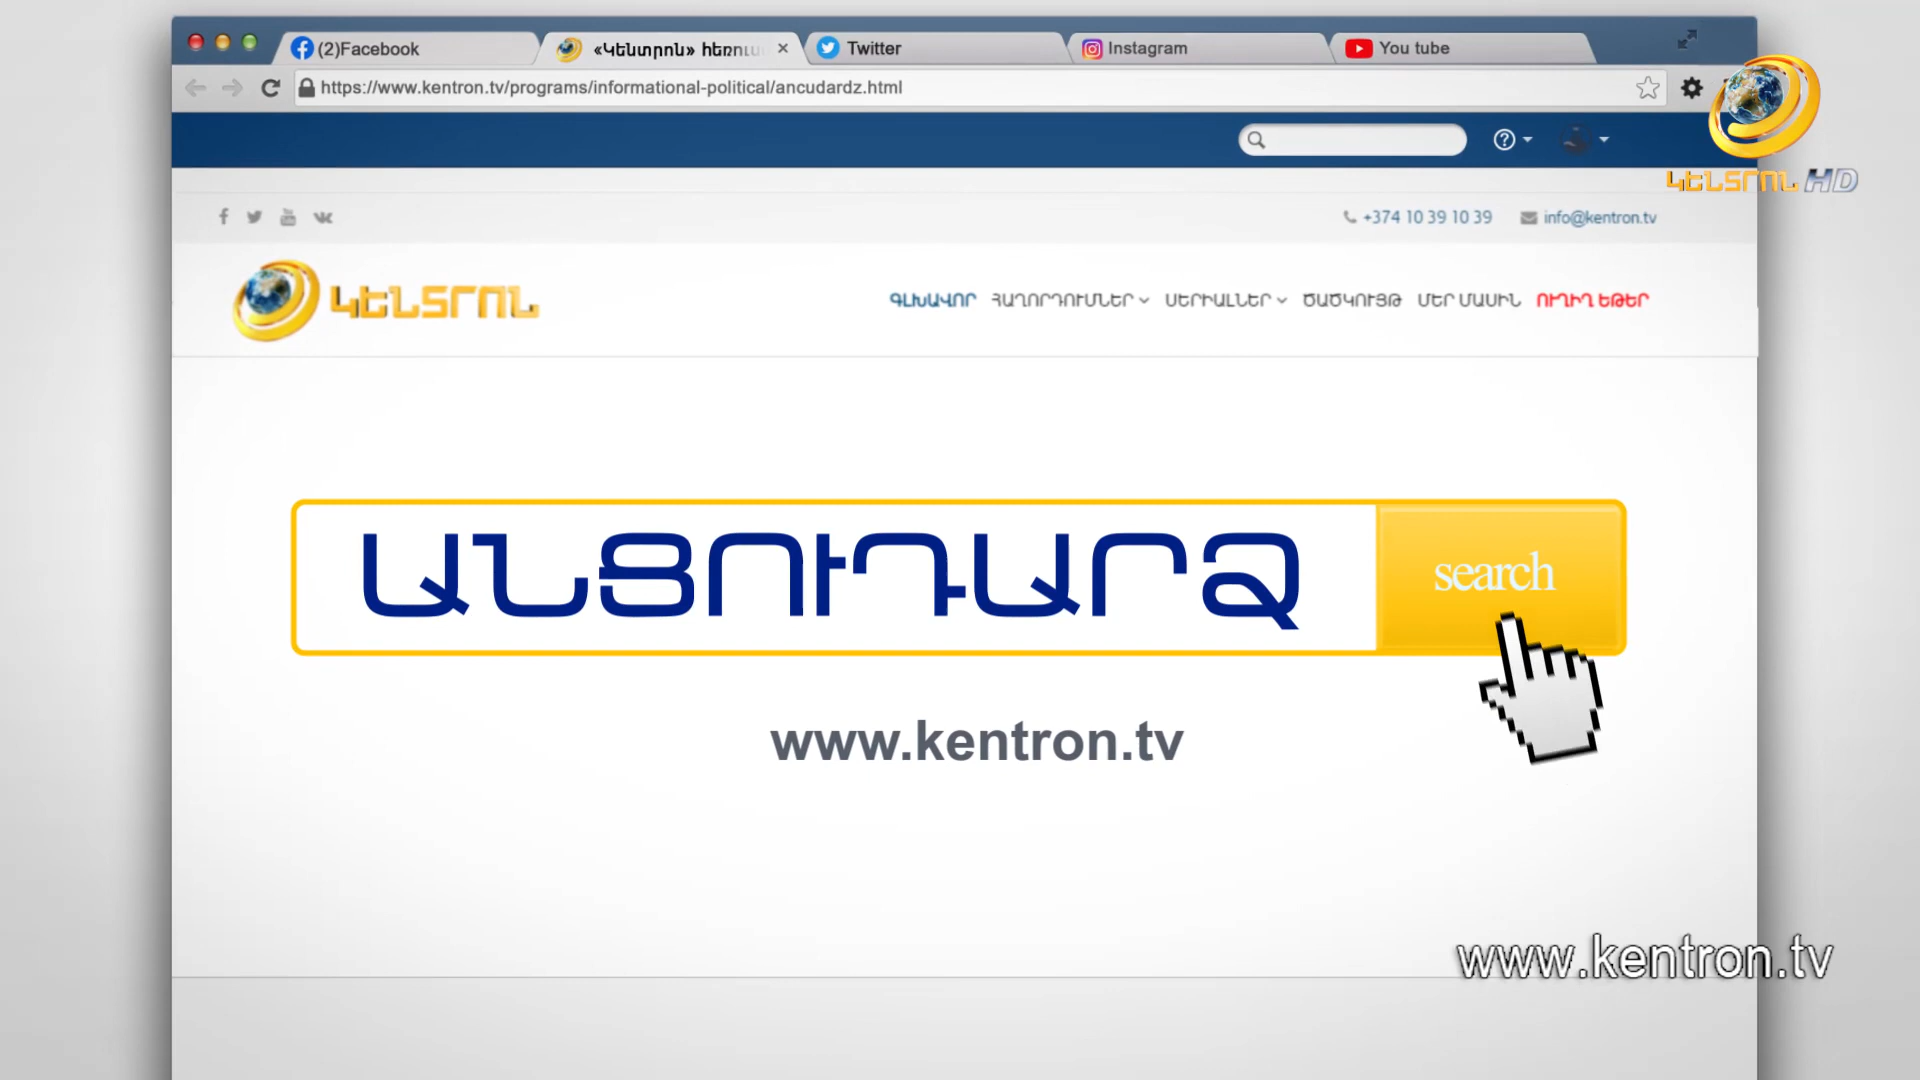 (2)Facebook
«Կենտրոն» հեռուս
Twitter
Instagram
You tube
https://www.kentron.tv/programs/informational-political/ancudardz.html
ԿԵՆՏՐՈՆ HD
+374 10 39 10 39
info@kentron.tv
ԿԵՆՏՐՈՆ
ԳԼԽԱՎՈՐ ՀԱՂՈՐԴՈՒՄՆԵՐ ՍԵՐԻԱԼՆԵՐ ԾԱԾԿՈՒՅԹ ՄԵՐ ՄԱՍԻՆ ՈՒՂԻՂ ԵԹԵՐ
ԱՆՑՈՒԴԱՐՁ
search
www.kentron.tv
www.kentron.tv